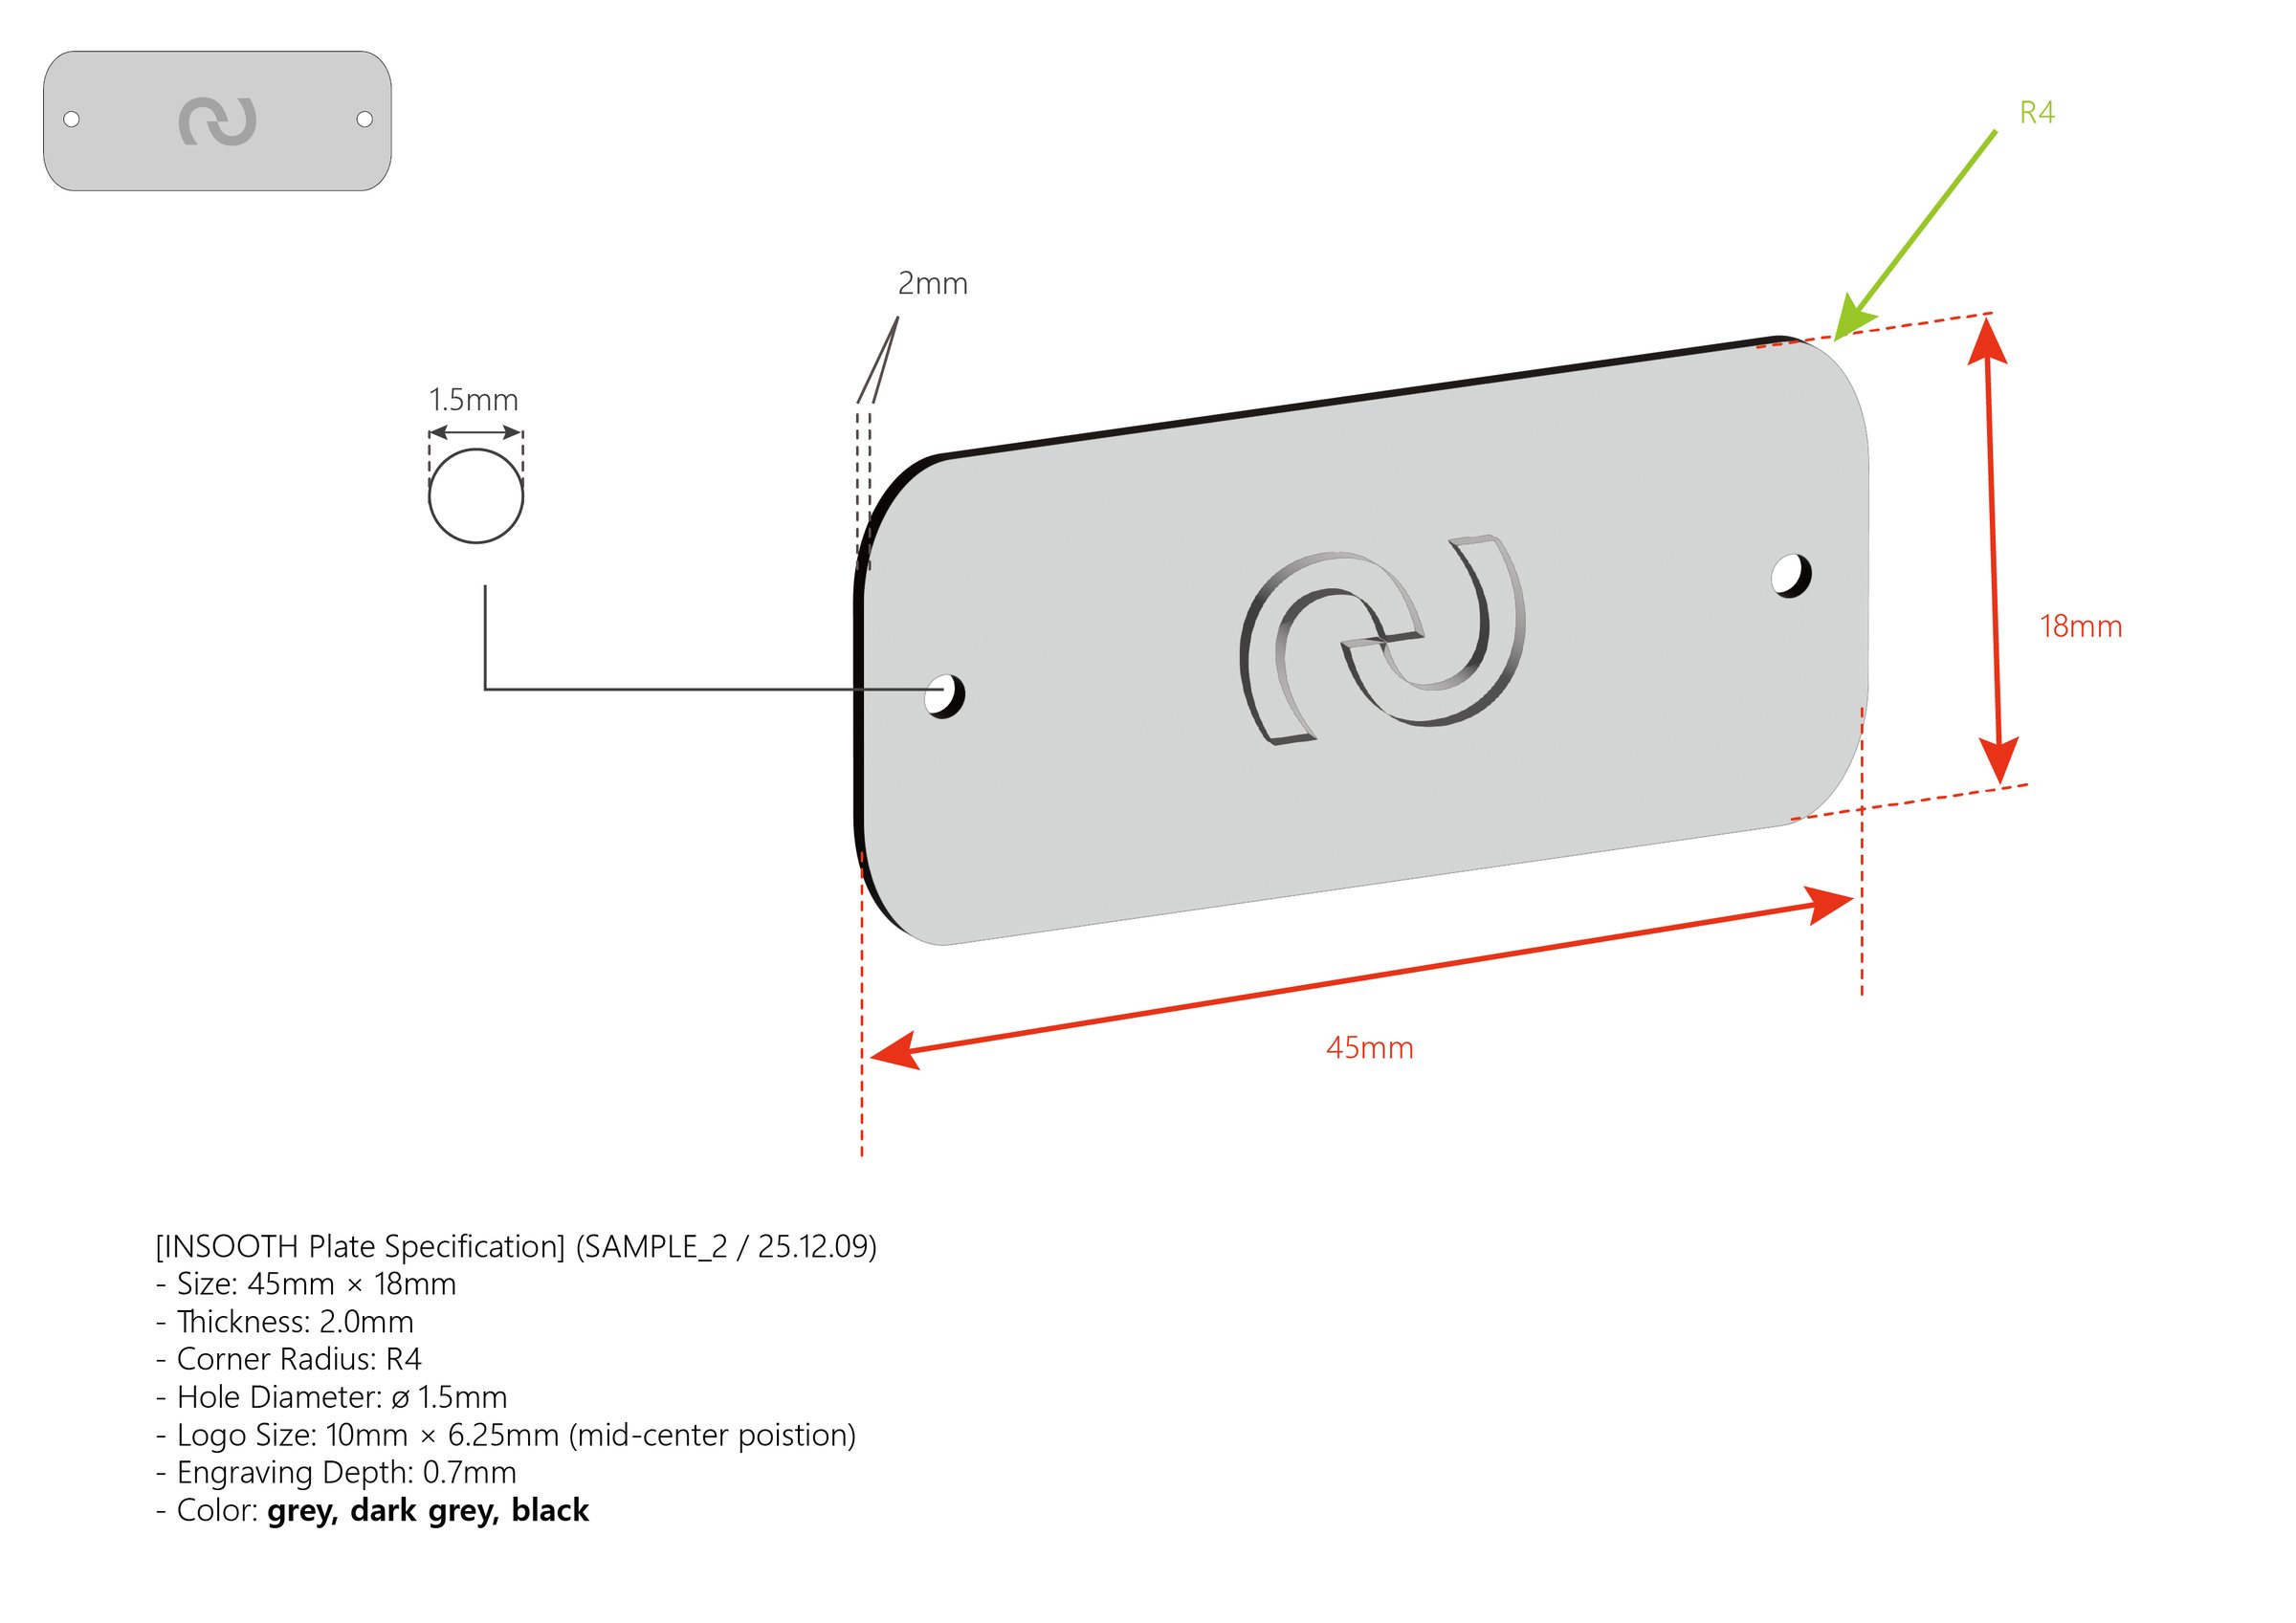 R4
2mm
1.5mm
18mm
45mm
[INSOOTH Plate Specification] (SAMPLE_2 / 25.12.09)
- Size: 45mm × 18mm
- Thickness: 2.0mm
- Corner Radius: R4
- Hole Diameter: ø 1.5mm
- Logo Size: 10mm × 6.25mm (mid-center poistion)
- Engraving Depth: 0.7mm
- Color: grey, dark grey, black